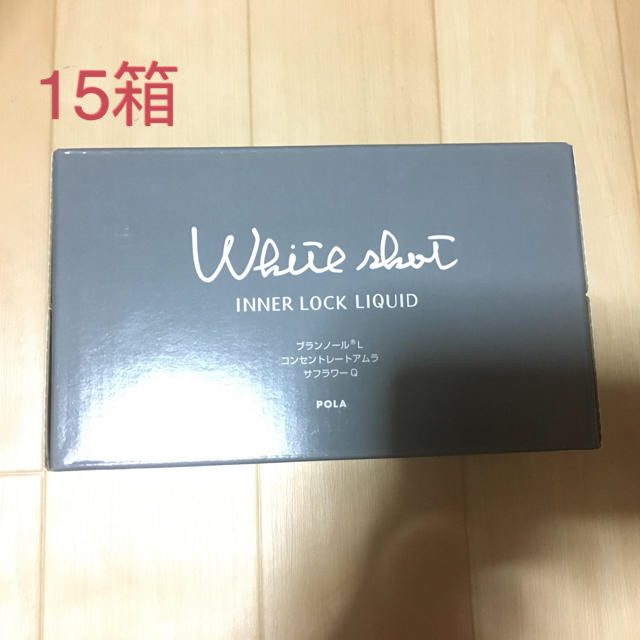 15箱
White shot
INNER LOCK LIQUID
ブランノール®L
コンセントレートアムラ
サフラワーQ
POLA